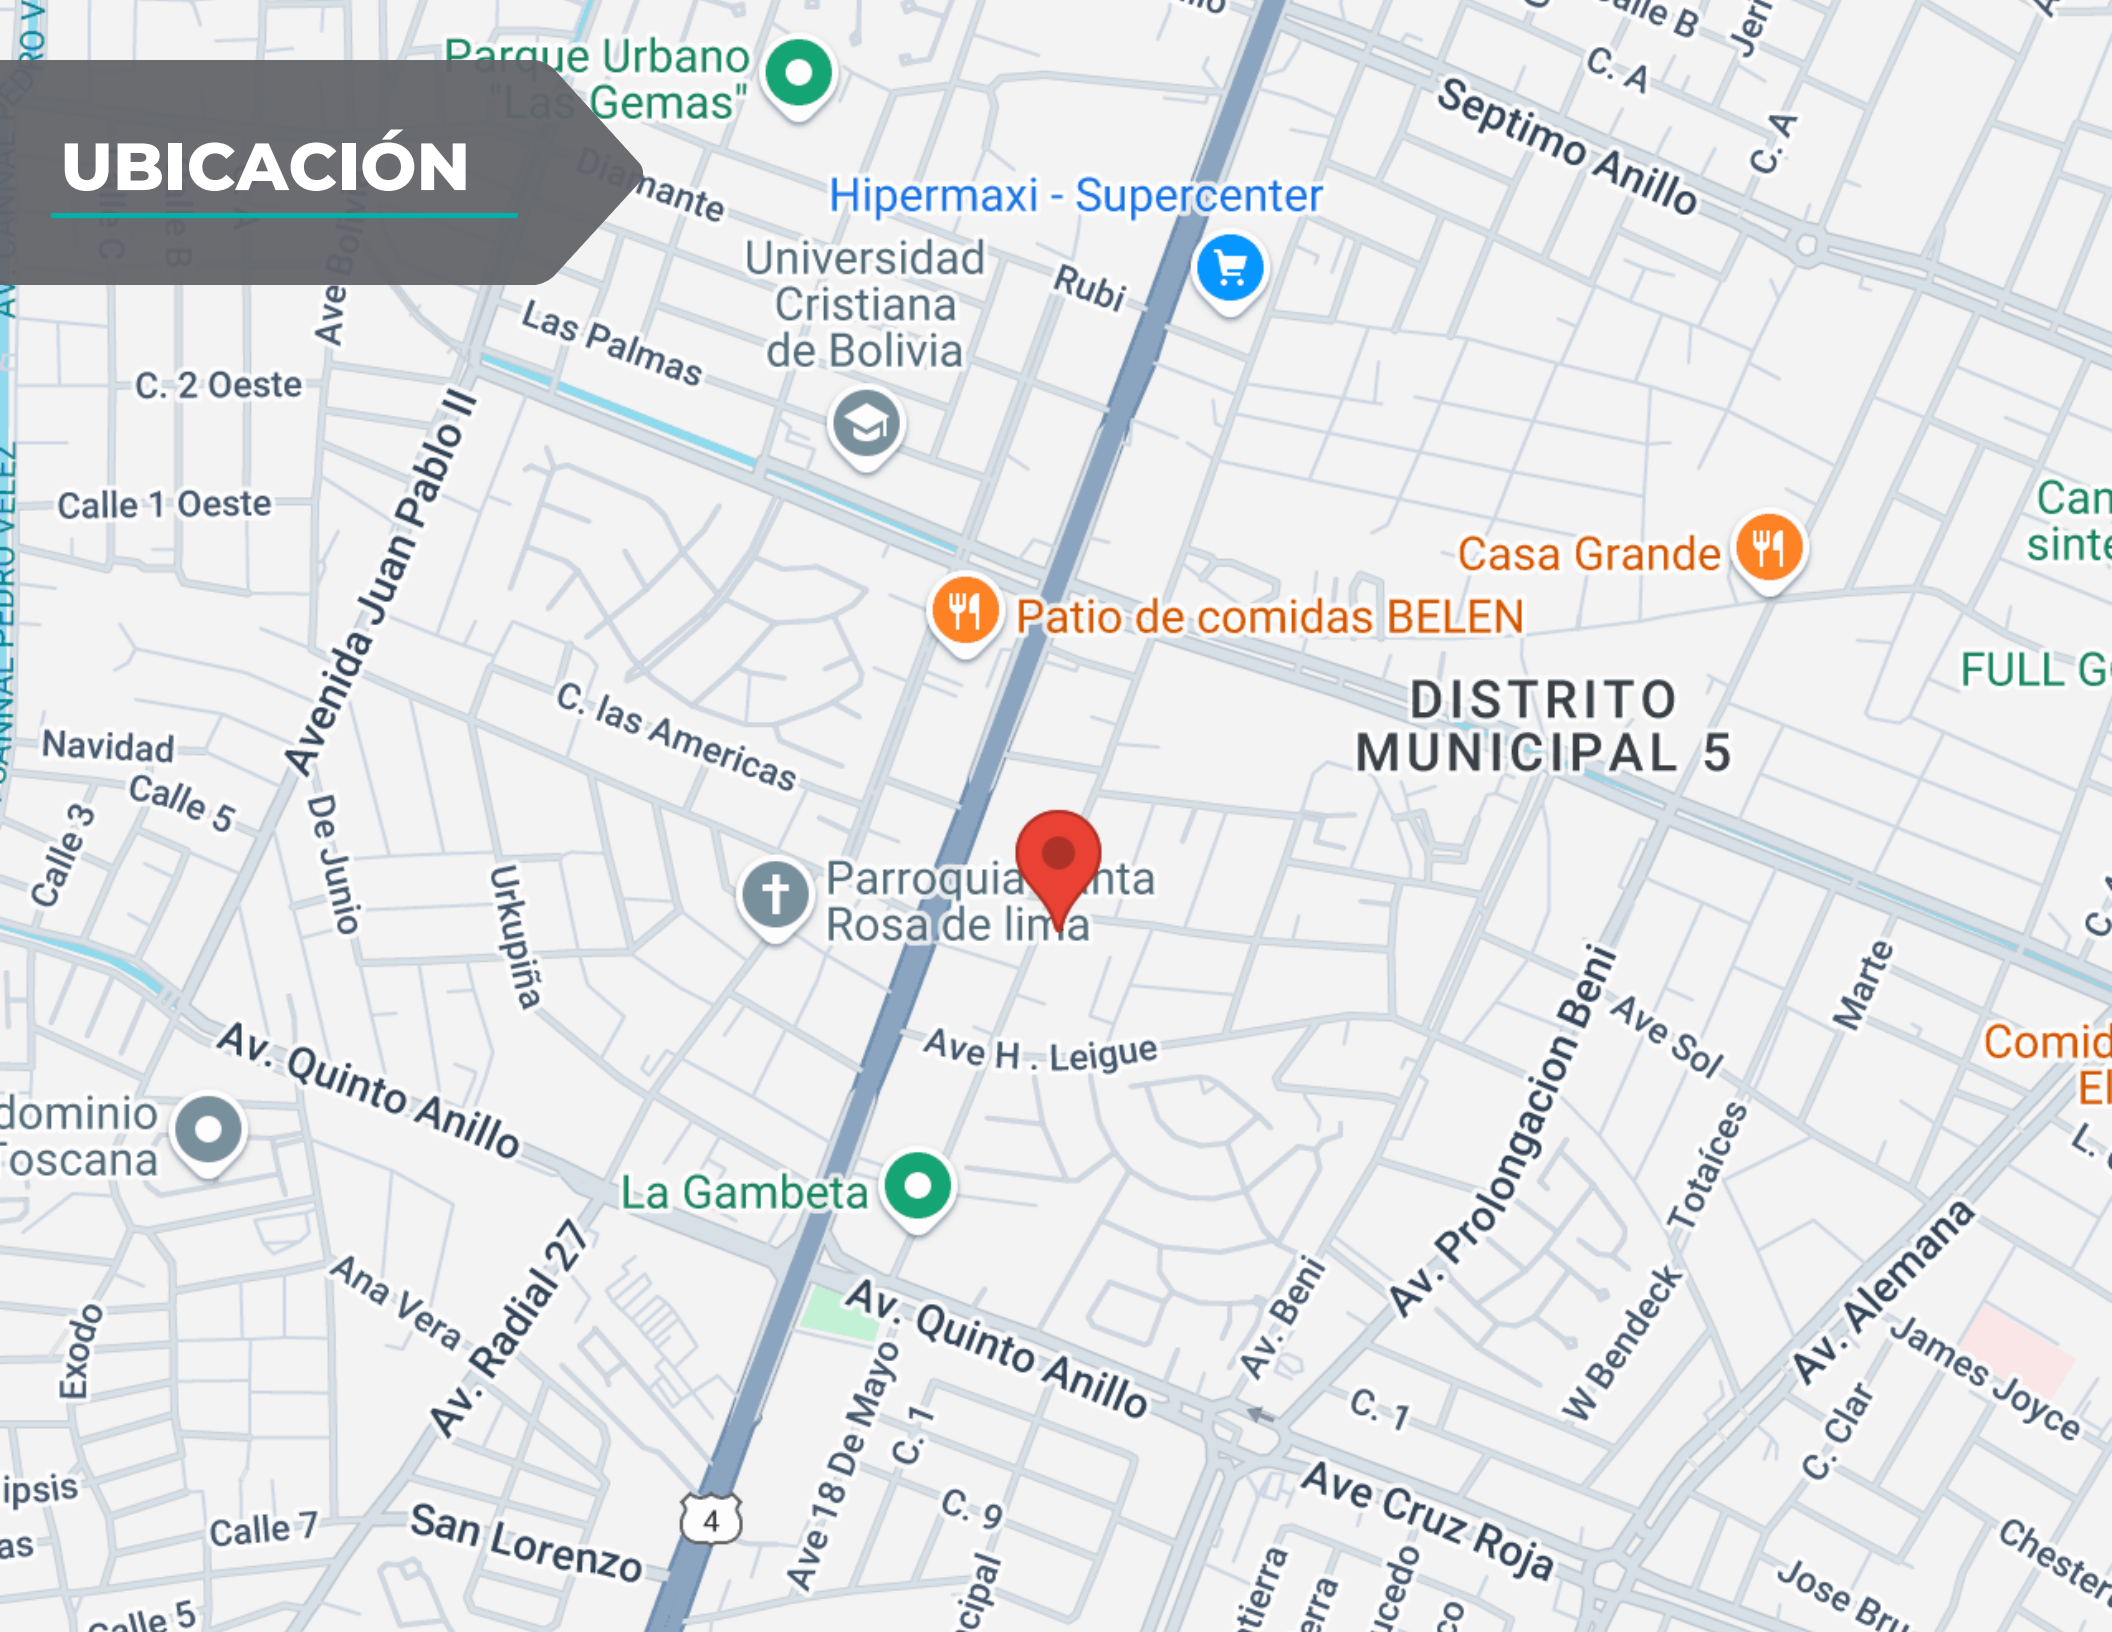 UBICACIÓN
Parque Urbano
"Las Gemas"
Diamante
Hipermaxi - Supercenter
Universidad
Cristiana
de Bolivia
Rubi
Septimo Anillo
C. A
C. A
Las Palmas
C. 2 Oeste
Calle 1 Oeste
Avenida Juan Pablo II
Casa Grande
Patio de comidas BELEN
DISTRITO
MUNICIPAL 5
FULL G
C. las Americas
Navidad
Calle 5
Calle 3
De Junio
Urkupiña
Parroquia
Rosa de lima
Ave H . Leigue
Av. Quinto Anillo
La Gambeta
Av. Radial 27
Ana Vera
Exodo
Av. Quinto Anillo
Av. Beni
Av. Prolongacion Beni
Ave Sol
Marte
Totaíces
W Bendeck
Av. Alemana
James Joyce
C. Clar
C. 1
C. 1
C. 9
Ave 18 De Mayo
Ave Cruz Roja
San Lorenzo
4
Calle 7
Calle 5